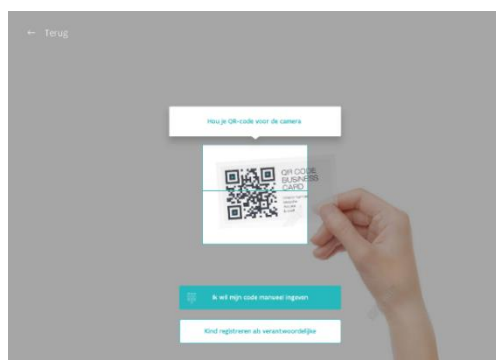 ← Terug
Hou je QR-code voor de camera
QR CODE
BUSINESS
CARD
Ik wil mijn code manueel ingeven
Kind registreren als verantwoordelijke